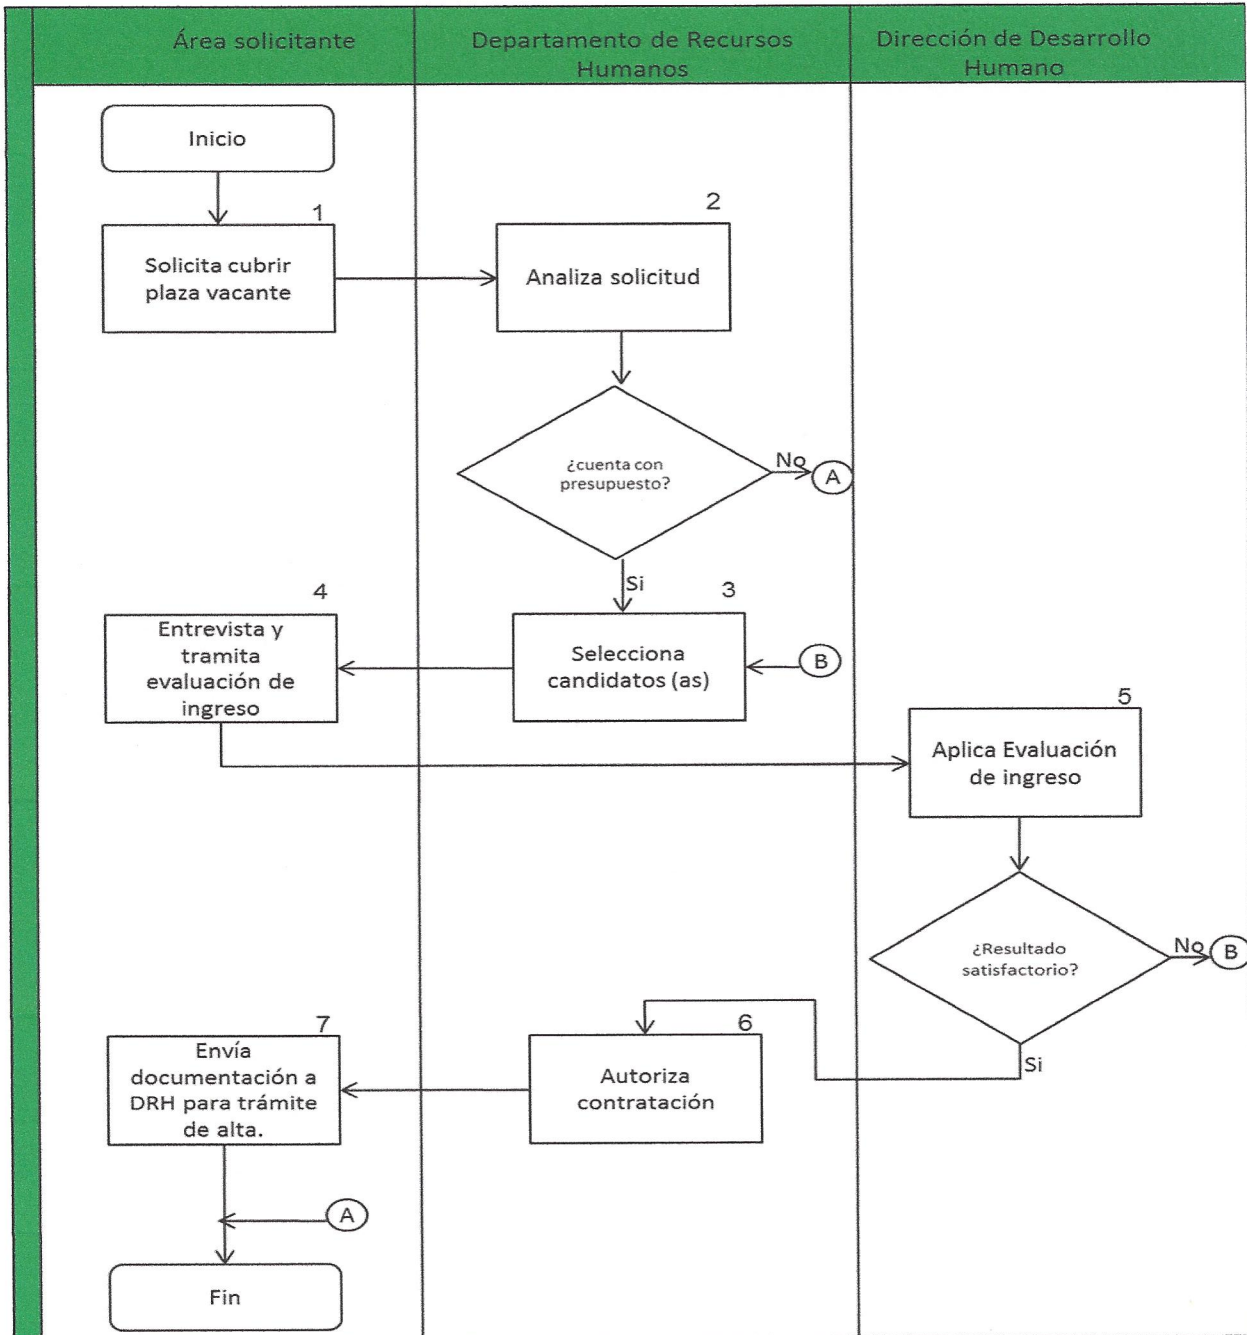 Área solicitante
Departamento de Recursos
Humanos
Dirección de Desarrollo
Humano
Inicio
1
Solicita cubrir
plaza vacante
2
Analiza solicitud
¿cuenta con
presupuesto?
No
A
Si
3
Selecciona
candidatos (as)
B
4
Entrevista y
tramita
evaluación de
ingreso
5
Aplica Evaluación
de ingreso
¿Resultado
satisfactorio?
No
B
Si
6
Autoriza
contratación
7
Envía
documentación a
DRH para trámite
de alta.
A
Fin